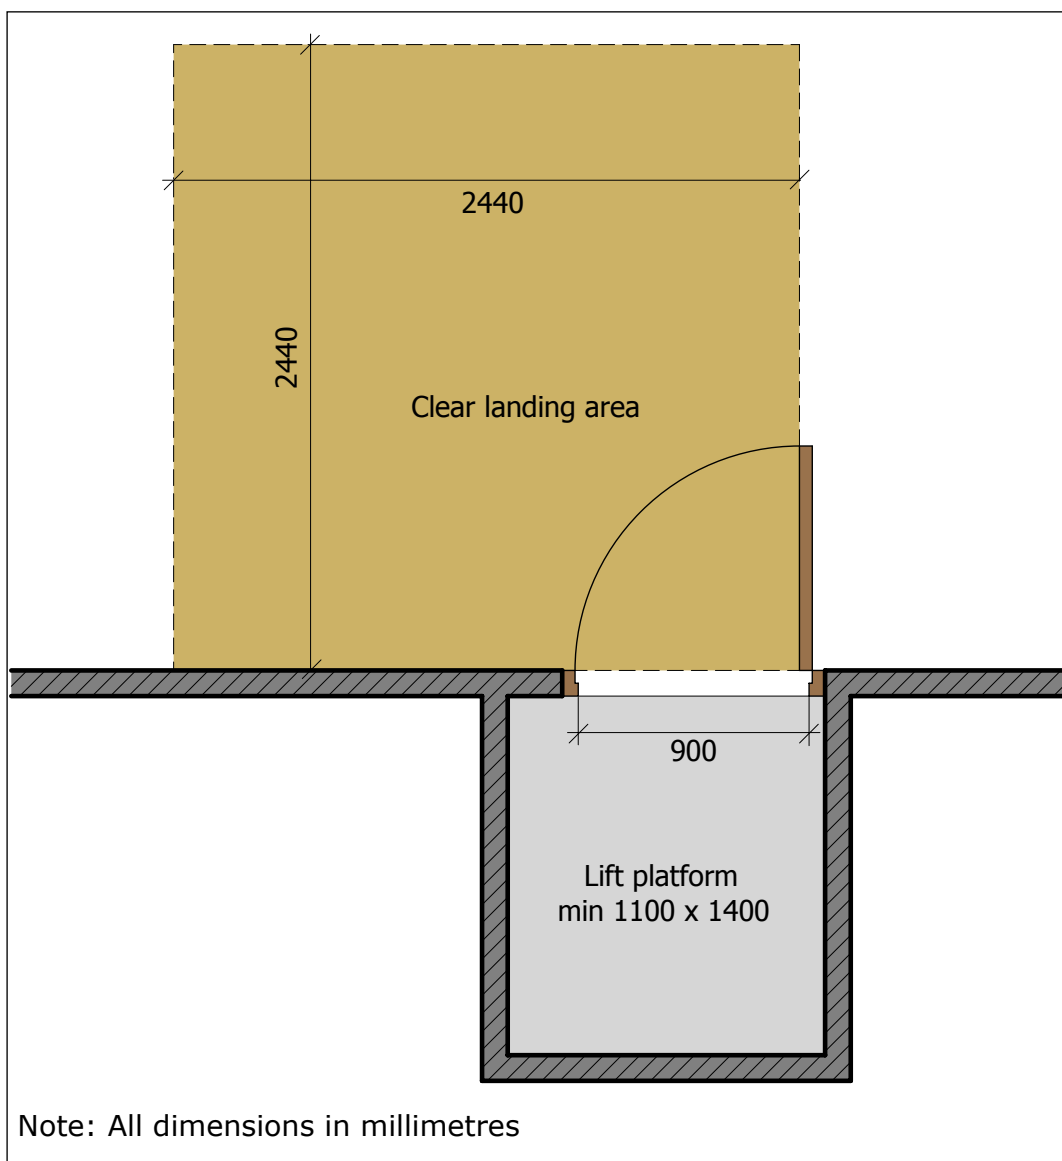 2440
2440
Clear landing area
900
Lift platform
min 1100 x 1400
Note: All dimensions in millimetres